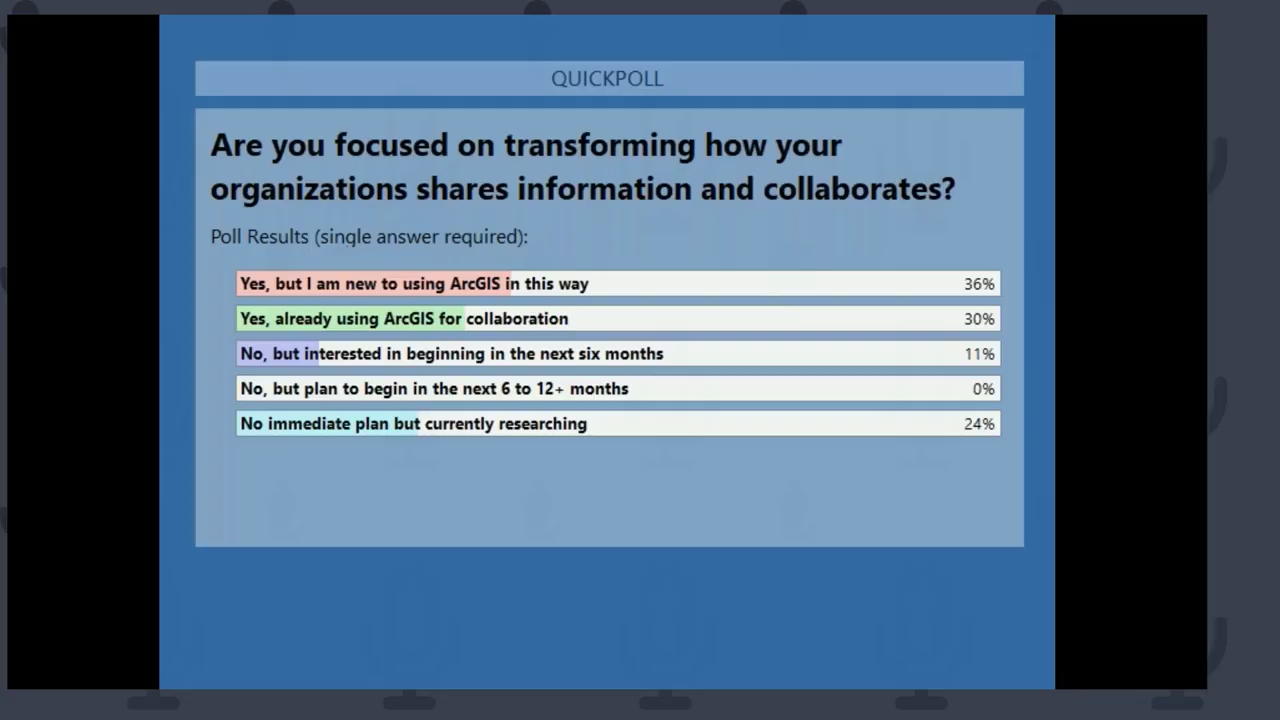 QUICKPOLL
Are you focused on transforming how your
organizations shares information and collaborates?
Poll Results (single answer required):
Yes, but I am new to using ArcGIS in this way 36%
Yes, already using ArcGIS for collaboration 30%
No, but interested in beginning in the next six months 11%
No, but plan to begin in the next 6 to 12+ months 0%
No immediate plan but currently researching 24%